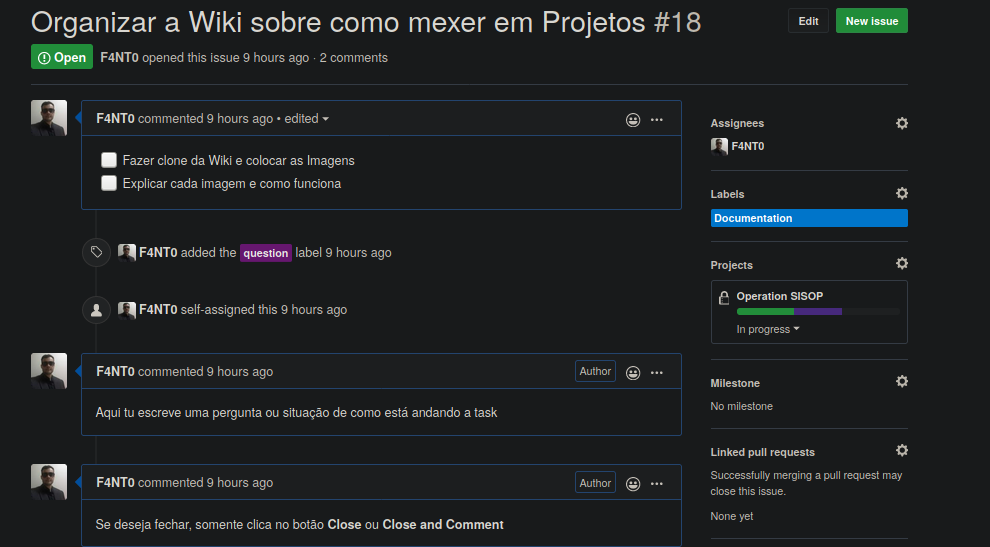 Organizar a Wiki sobre como mexer em Projetos #18
Edit
New issue
Open
F4NT0 opened this issue 9 hours ago · 2 comments
F4NT0 commented 9 hours ago • edited
Fazer clone da Wiki e colocar as Imagens
Explicar cada imagem e como funciona
F4NT0 added the question label 9 hours ago
F4NT0 self-assigned this 9 hours ago
F4NT0 commented 9 hours ago
Author
Aqui tu escreve uma pergunta ou situação de como está andando a task
F4NT0 commented 9 hours ago
Author
Se deseja fechar, somente clica no botão Close ou Close and Comment
Assignees
F4NT0
Labels
Documentation
Projects
Operation SISOP
In progress
Milestone
No milestone
Linked pull requests
Successfully merging a pull request may
close this issue.
None yet